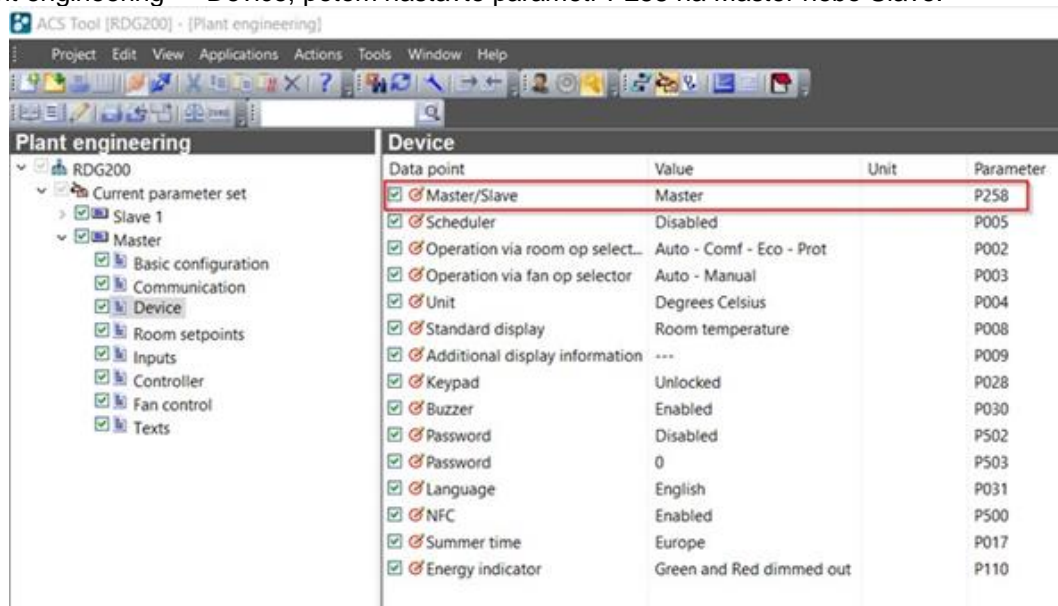 engineering → Device, potom nastavte parametr P258 na Master nebo Slave.
ACS Tool [RDG200] - [Plant engineering]
Project Edit View Applications Actions Tools Window Help
Plant engineering
RDG200
Current parameter set
Slave 1
Master
Basic configuration
Communication
Device
Room setpoints
Inputs
Controller
Fan control
Texts
Device
Data point Value Unit Parameter
Master/Slave Master P258
Scheduler Disabled P005
Operation via room op select... Auto - Comf - Eco - Prot P002
Operation via fan op selector Auto - Manual P003
Unit Degrees Celsius P004
Standard display Room temperature P008
Additional display information --- P009
Keypad Unlocked P028
Buzzer Enabled P030
Password Disabled P502
Password 0 P503
Language English P031
NFC Enabled P500
Summer time Europe P017
Energy indicator Green and Red dimmed out P110